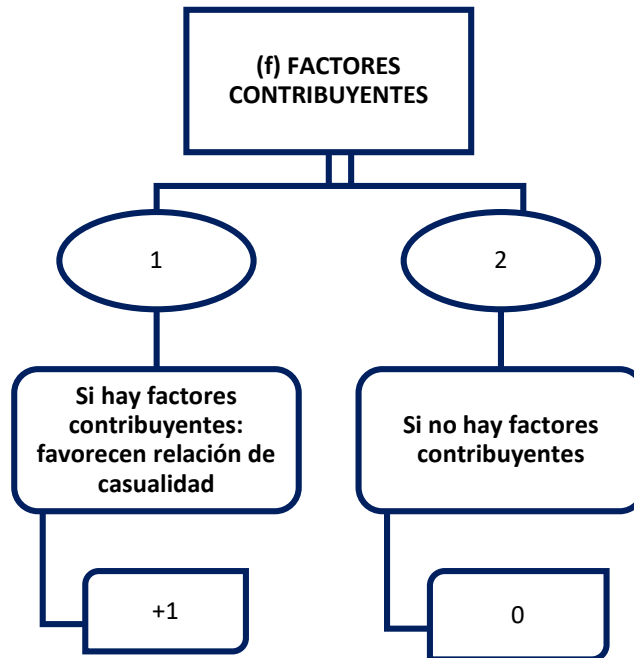 (f) FACTORES
CONTRIBUYENTES
1
2
Si hay factores
contribuyentes:
favorecen relación de
casualidad
Si no hay factores
contribuyentes
+1
0